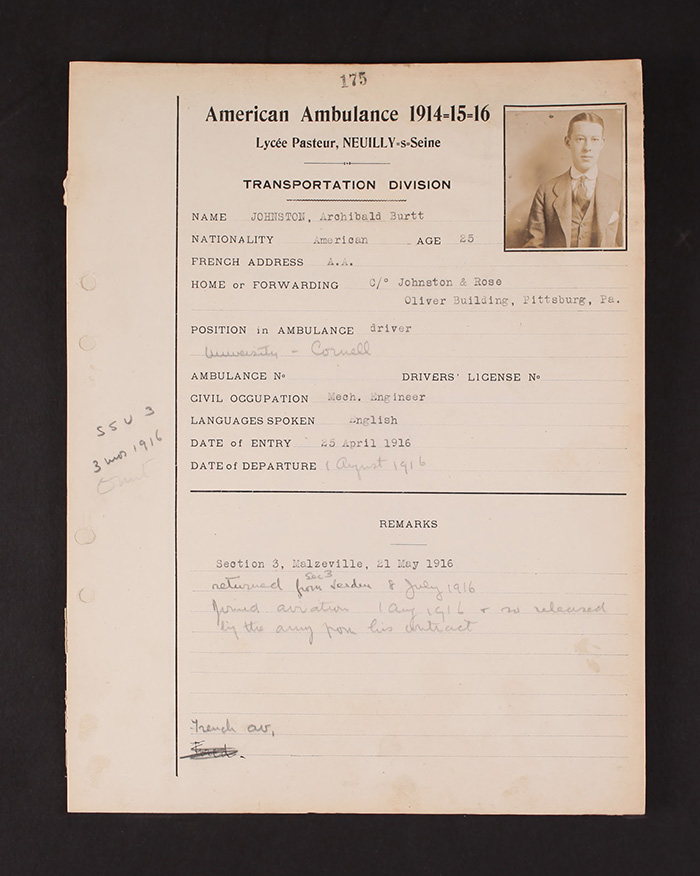 175
American Ambulance 1914=15=16
Lycée Pasteur, NEUILLY=s=Seine
TRANSPORTATION DIVISION
NAME JOHNSTON, Archibald Burtt
NATIONALITY American AGE 25
FRENCH ADDRESS A.A.
HOME or FORWARDING C/o Johnston & Rose
Oliver Building, Pittsburg, Pa.
POSITION in AMBULANCE driver
University - Cornell
AMBULANCE No DRIVERS' LICENSE No
CIVIL OCCUPATION Mech. Engineer
LANGUAGES SPOKEN English
DATE of ENTRY 25 April 1916
DATE of DEPARTURE 1 August 1916
SSU 3
3 mos 1916
REMARKS
Section 3, Malzeville, 21 May 1916
returned from Sec 3 8 July 1916
Joined aviation 1 Aug 1916 & so released
by the army from his contract
French av.